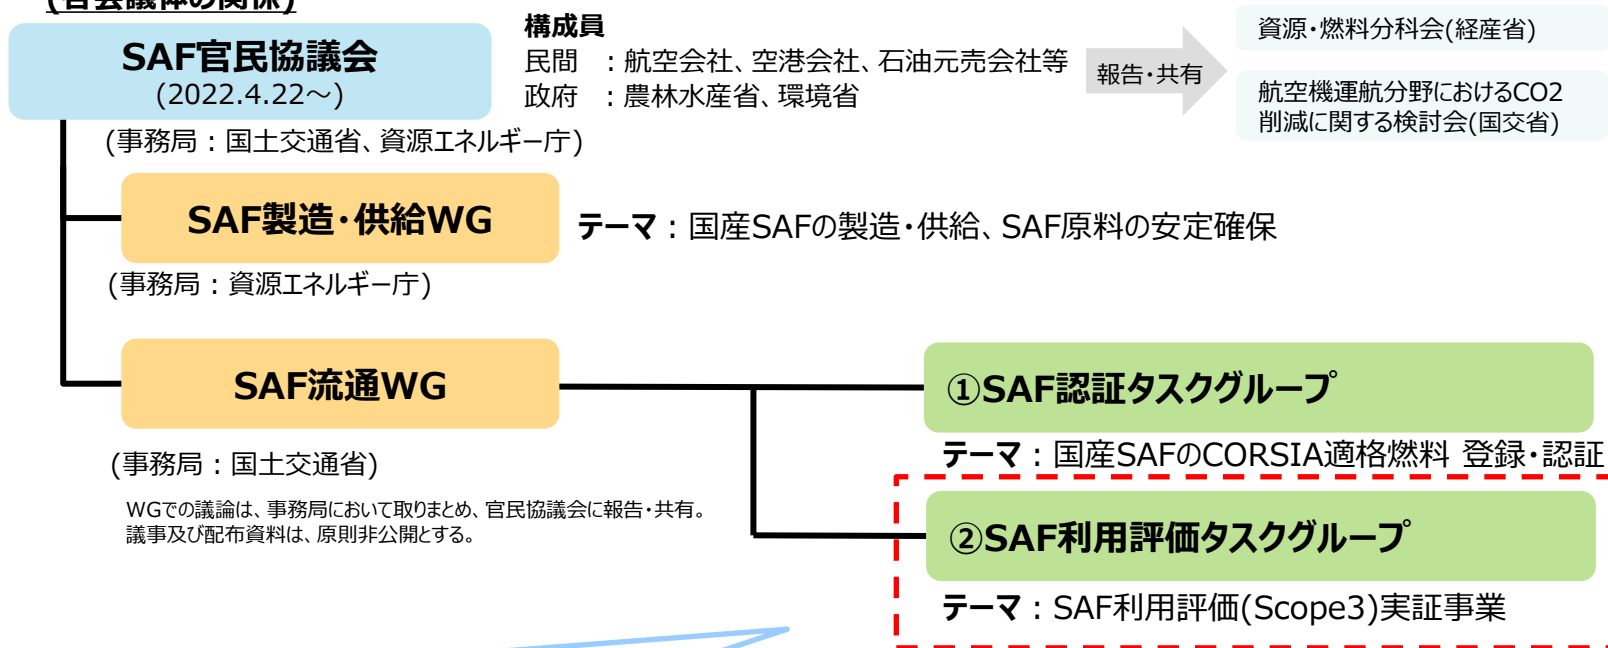 (各会議体の関係)
SAF官民協議会
(2022.4.22～)
構成員
民間　：航空会社、空港会社、石油元売会社等
政府　：農林水産省、環境省
報告・共有
資源・燃料分科会(経産省)
航空機運航分野におけるCO2
削減に関する検討会(国交省)
(事務局：国土交通省、資源エネルギー庁)
SAF製造・供給WG
テーマ：国産SAFの製造・供給、SAF原料の安定確保
(事務局：資源エネルギー庁)
SAF流通WG
(事務局：国土交通省)
WGでの議論は、事務局において取りまとめ、官民協議会に報告・共有。
議事及び配布資料は、原則非公開とする。
①SAF認証タスクグループ
テーマ：国産SAFのCORSIA適格燃料 登録・認証
②SAF利用評価タスクグループ
テーマ：SAF利用評価(Scope3)実証事業